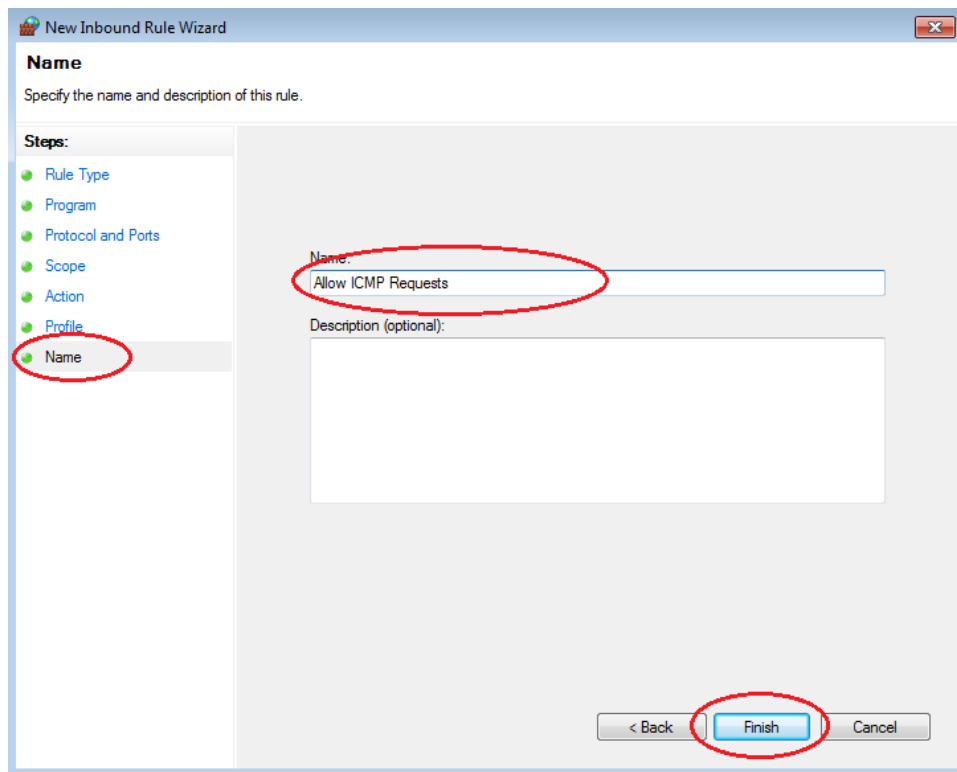 New Inbound Rule Wizard
Name
Specify the name and description of this rule.
Steps:
Rule Type
Program
Protocol and Ports
Scope
Action
Profile
Name
Name:
Allow ICMP Requests
Description (optional):
< Back
Finish
Cancel